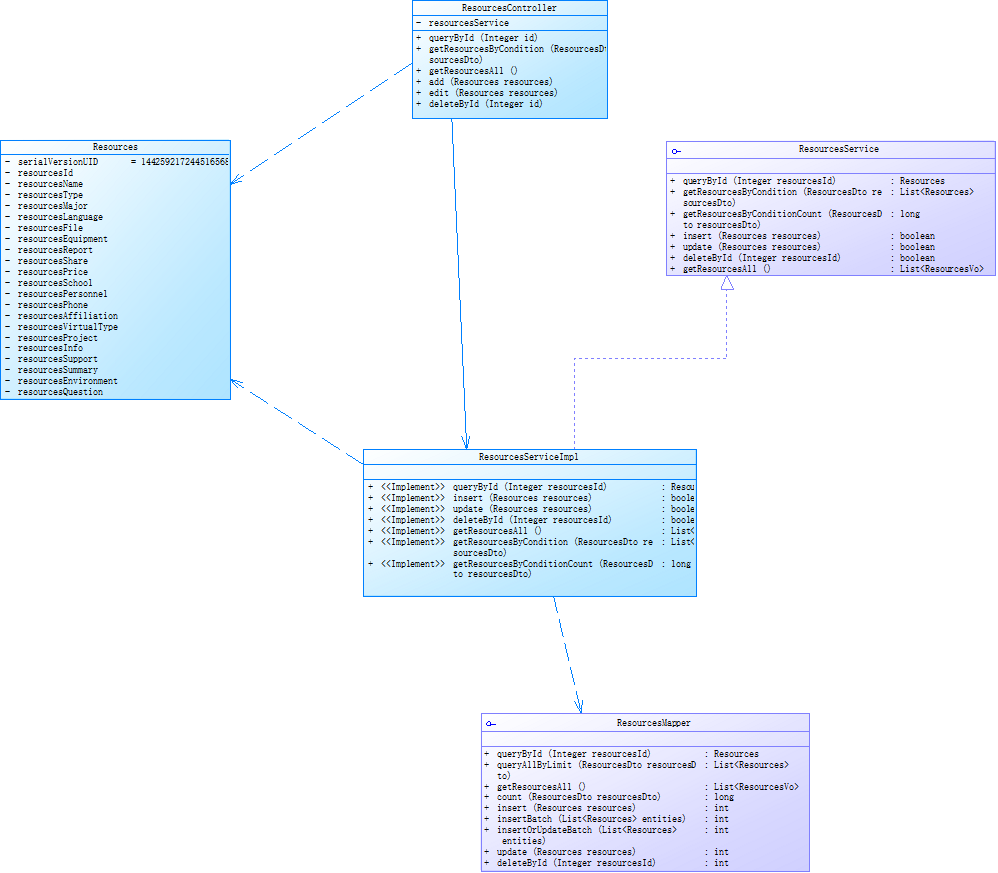 ResourcesController
- resourcesService
+ queryById (Integer id)
+ getResourcesByCondition (ResourcesD
sourcesDto)
+ getResourcesAll ()
+ add (Resources resources)
+ edit (Resources resources)
+ deleteById (Integer id)
Resources
- serialVersionUID = 144259217244516568
- resourcesId
- resourcesName
- resourcesType
- resourcesMajor
- resourcesLanguage
- resourcesFile
- resourcesEquipment
- resourcesReport
- resourcesShare
- resourcesPrice
- resourcesSchool
- resourcesPersonnel
- resourcesPhone
- resourcesAffiliation
- resourcesVirtualType
- resourcesProject
- resourcesInfo
- resourcesSupport
- resourcesSummary
- resourcesEnvironment
- resourcesQuestion
ResourcesService
+ queryById (Integer resourcesId) : Resources
+ getResourcesByCondition (ResourcesDto re : List<Resources>
sourcesDto)
+ getResourcesByConditionCount (ResourcesD : long
to resourcesDto)
+ insert (Resources resources) : boolean
+ update (Resources resources) : boolean
+ deleteById (Integer resourcesId) : boolean
+ getResourcesAll () : List<ResourcesVo>
ResourcesServiceImpl
+ <<Implement>> queryById (Integer resourcesId) : Resou
+ <<Implement>> insert (Resources resources) : boole
+ <<Implement>> update (Resources resources) : boole
+ <<Implement>> deleteById (Integer resourcesId) : boole
+ <<Implement>> getResourcesAll () : List<
+ <<Implement>> getResourcesByCondition (ResourcesDto re : List<
sourcesDto)
+ <<Implement>> getResourcesByConditionCount (ResourcesD : long
to resourcesDto)
ResourcesMapper
+ queryById (Integer resourcesId) : Resources
+ queryAllByLimit (ResourcesDto resourcesD : List<Resources>
to)
+ getResourcesAll () : List<ResourcesVo>
+ count (ResourcesDto resourcesDto) : long
+ insert (Resources resources) : int
+ insertBatch (List<Resources> entities) : int
+ insertOrUpdateBatch (List<Resources> : int
entities)
+ update (Resources resources) : int
+ deleteById (Integer resourcesId) : int